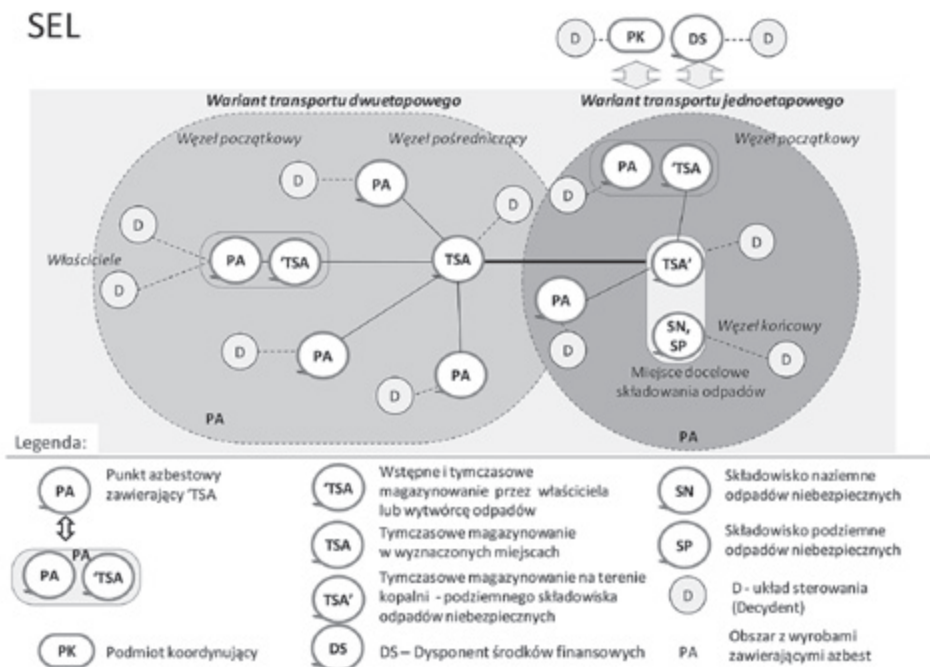 SEL
D
PK
DS
D
Wariant transportu dwuetapowego
Wariant transportu jednoetapowego
Węzeł początkowy
Węzeł pośredniczący
Węzeł początkowy
D
PA
D
D
PA
'TSA
D
Właściciele
D
PA
'TSA
TSA
TSA'
D
PA
D
PA
D
PA
D
SN,
SP
Węzeł końcowy
D
Miejsce docelowe
składowania odpadów
PA
PA
Legenda:
PA
Punkt azbestowy
zawierający 'TSA
PA
PA
'TSA
PK
Podmiot koordynujący
'TSA
Wstępne i tymczasowe
magazynowanie przez właściciela
lub wytwórcę odpadów
TSA
Tymczasowe magazynowanie
w wyznaczonych miejscach
TSA'
Tymczasowe magazynowanie na terenie
kopalni - podziemnego składowiska
odpadów niebezpiecznych
DS
DS – Dysponent środków finansowych
SN
Składowisko naziemne
odpadów niebezpiecznych
SP
Składowisko podziemne
odpadów niebezpiecznych
D
D - układ sterowania
(Decydent)
PA
Obszar z wyrobami
zawierającymi azbest